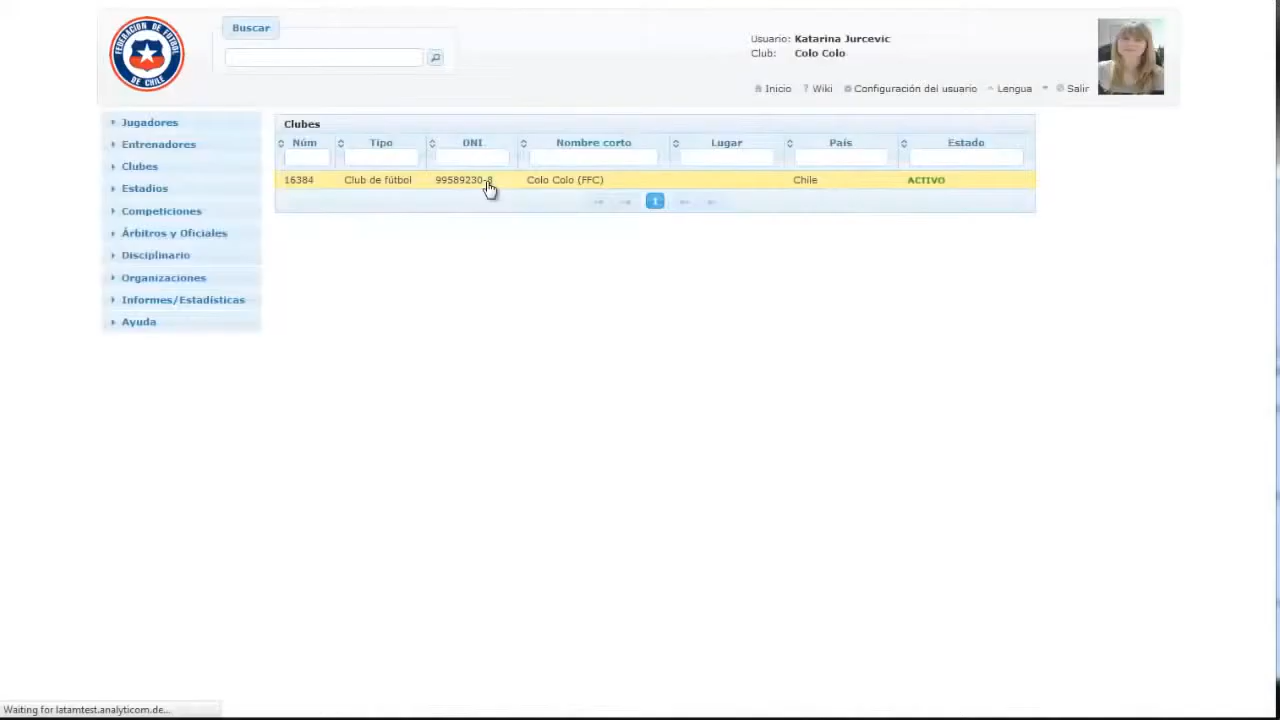 FEDERACION DE FUTBOL
DE CHILE
Buscar
Usuario: Katarina Jurcevic
Club: Colo Colo
Inicio ? Wiki Configuración del usuario Lengua Salir
Jugadores
Entrenadores
Clubes
Estadios
Competiciones
Árbitros y Oficiales
Disciplinario
Organizaciones
Informes/Estadísticas
Ayuda
Clubes
Núm Tipo DNI Nombre corto Lugar País Estado
16384 Club de fútbol 99589230-8 Colo Colo (FFC) Chile ACTIVO
1
Waiting for latamtest.analyticom.de...